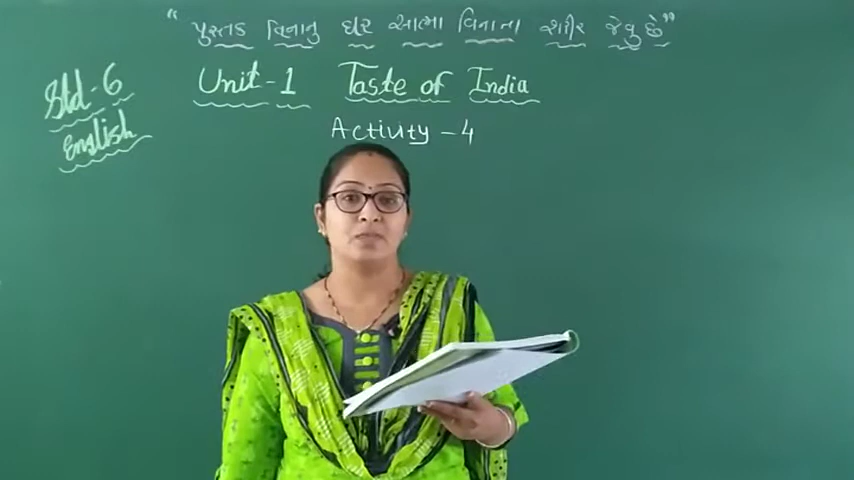 “ પુસ્તક વિનાનુ ઘર આત્મા વિનાના શરીર જેવુ છે ”
Std-6
English
Unit-1 Taste of India
Activity-4